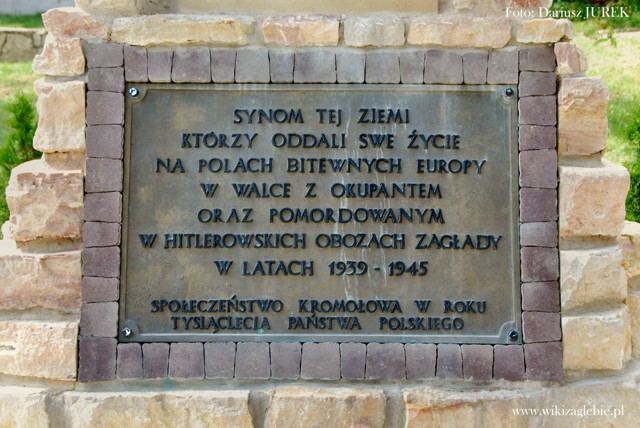 Foto: Dariusz JUREK
SYNOM TEJ ZIEMI
KTÓRZY ODDALI SWE ŻYCIE
NA POLACH BITEWNYCH EUROPY
W WALCE Z OKUPANTEM
ORAZ POMORDOWANYM
W HITLEROWSKICH OBOZACH ZAGŁADY
W LATACH 1939 - 1945
SPOŁECZEŃSTWO KROMOŁOWA W ROKU
TYSIĄCLECIA PAŃSTWA POLSKIEGO
www.wikizaglebie.pl